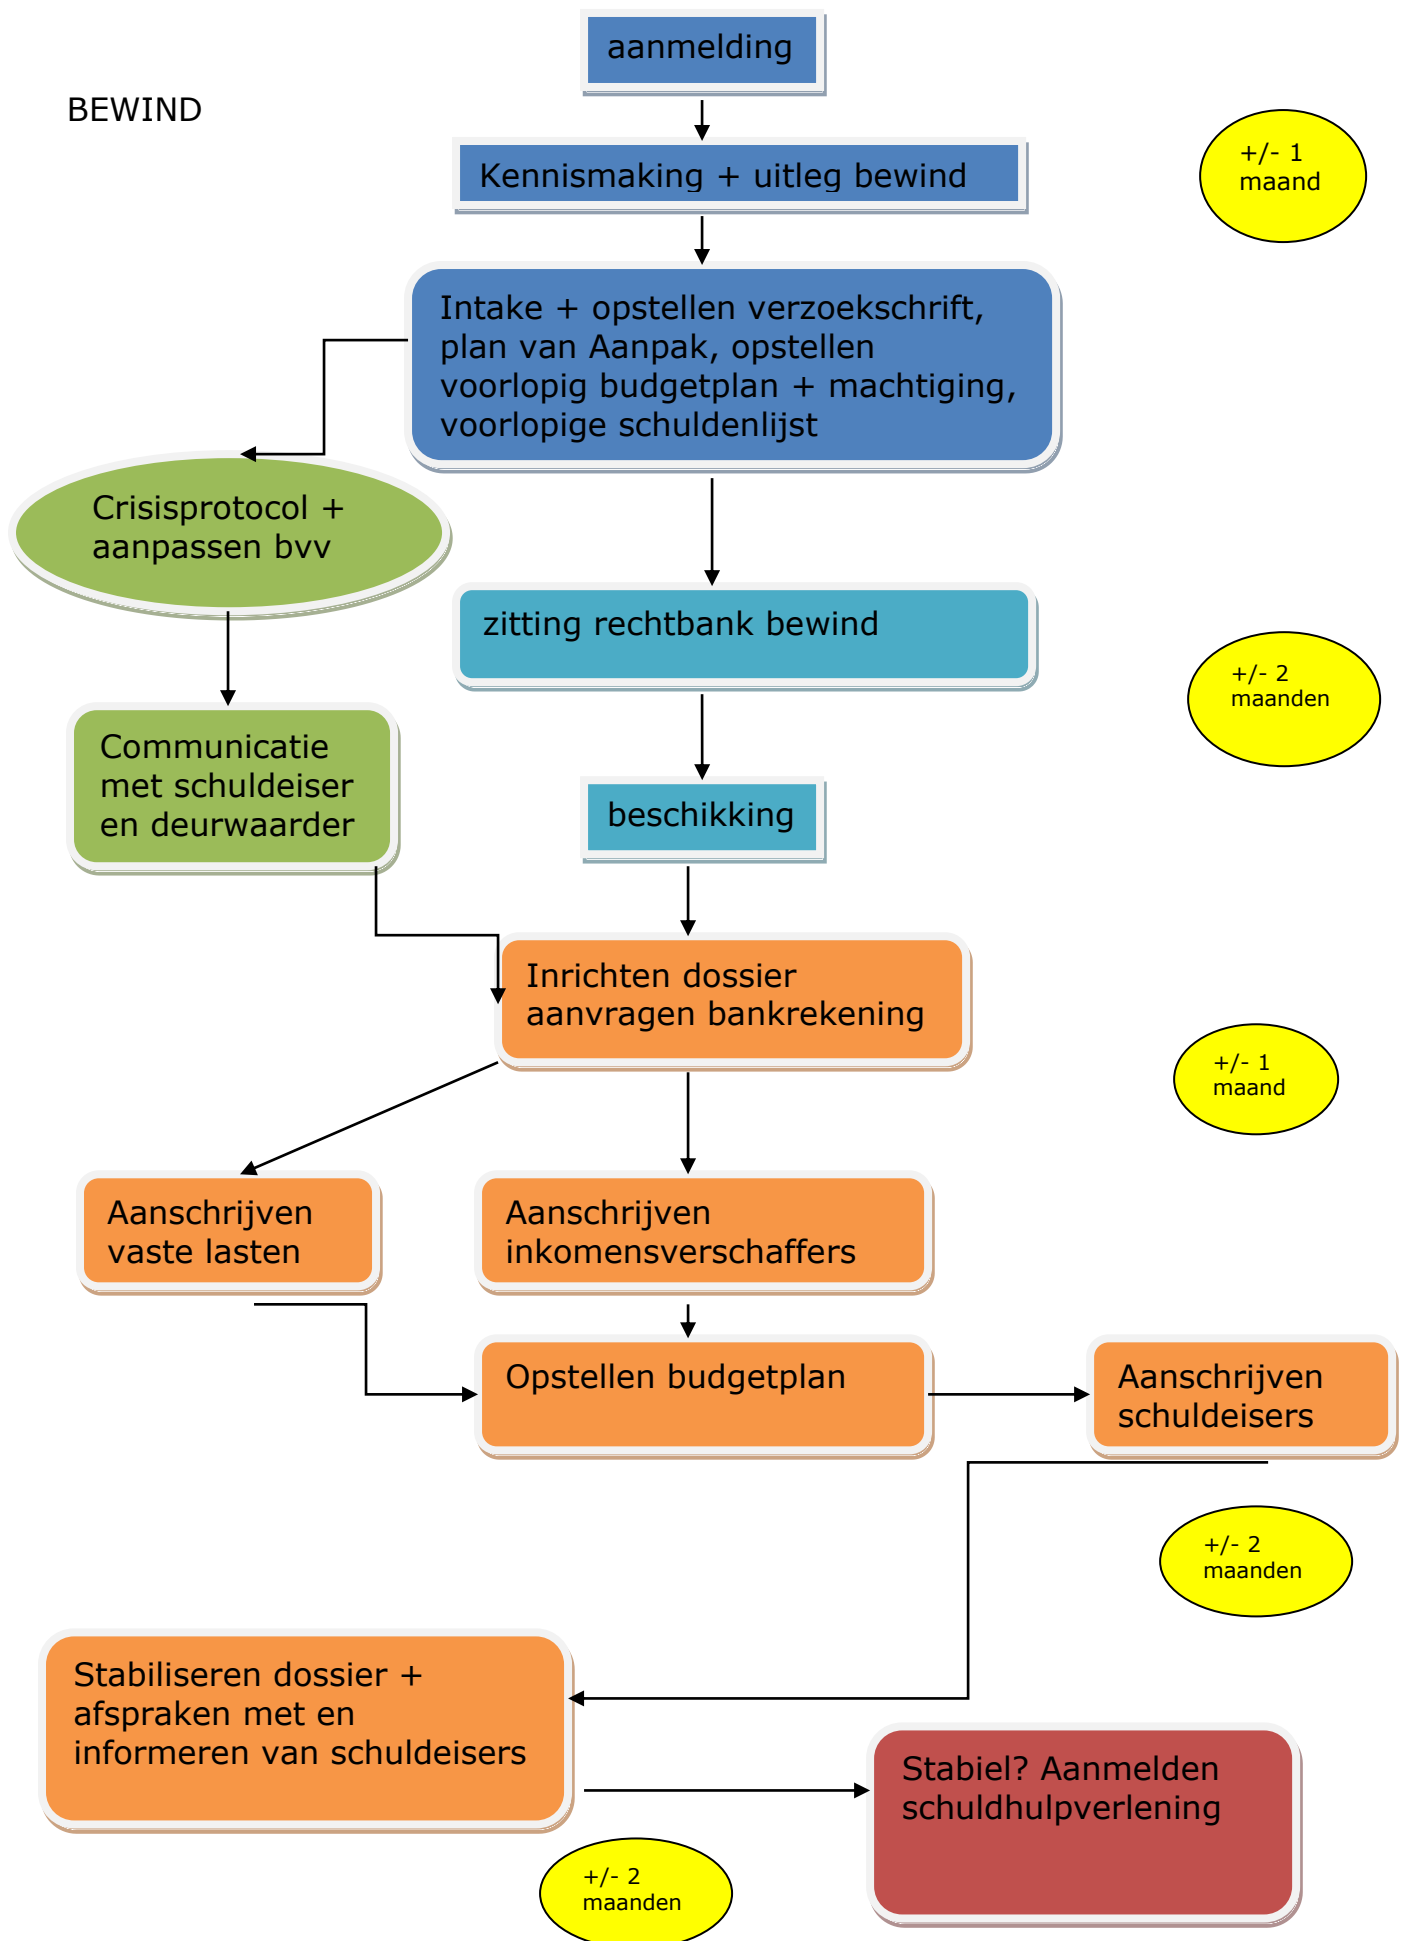 aanmelding
BEWIND
+/- 1
maand
Kennismaking + uitleg bewind
Intake + opstellen verzoekschrift,
plan van Aanpak, opstellen
voorlopig budgetplan + machtiging,
voorlopige schuldenlijst
Crisisprotocol +
aanpassen bvv
zitting rechtbank bewind
+/- 2
maanden
Communicatie
met schuldeiser
en deurwaarder
beschikking
Inrichten dossier
aanvragen bankrekening
+/- 1
maand
Aanschrijven
vaste lasten
Aanschrijven
inkomensverschaffers
Opstellen budgetplan
Aanschrijven
schuldeisers
+/- 2
maanden
Stabiliseren dossier +
afspraken met en
informeren van schuldeisers
Stabiel? Aanmelden
schuldhulpverlening
+/- 2
maanden